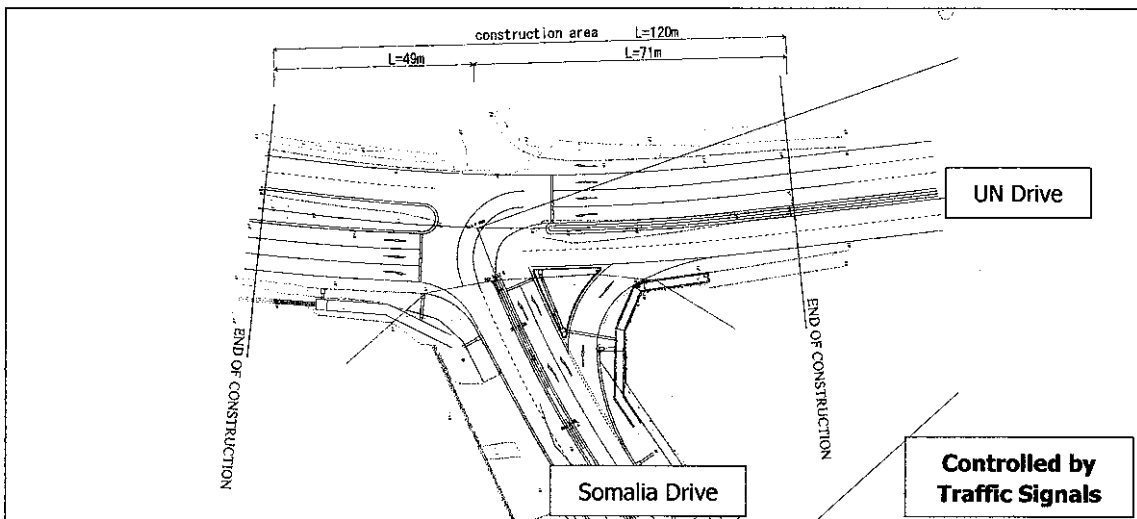 construction area L=120m
L=49m
L=71m
UN Drive
END OF CONSTRUCTION
END OF CONSTRUCTION
Somalia Drive
Controlled by
Traffic Signals